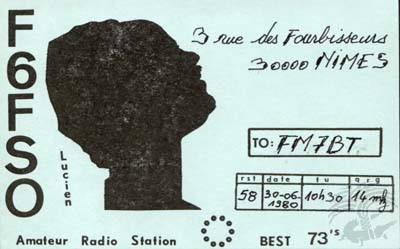 F6FSO
Lucien
3 rue des Fourbisseurs
30000 NIMES
TO: FM7BT
rst date tu qrg
58 30-06-1980 10h30 14 mhz
Amateur Radio Station
BEST 73's